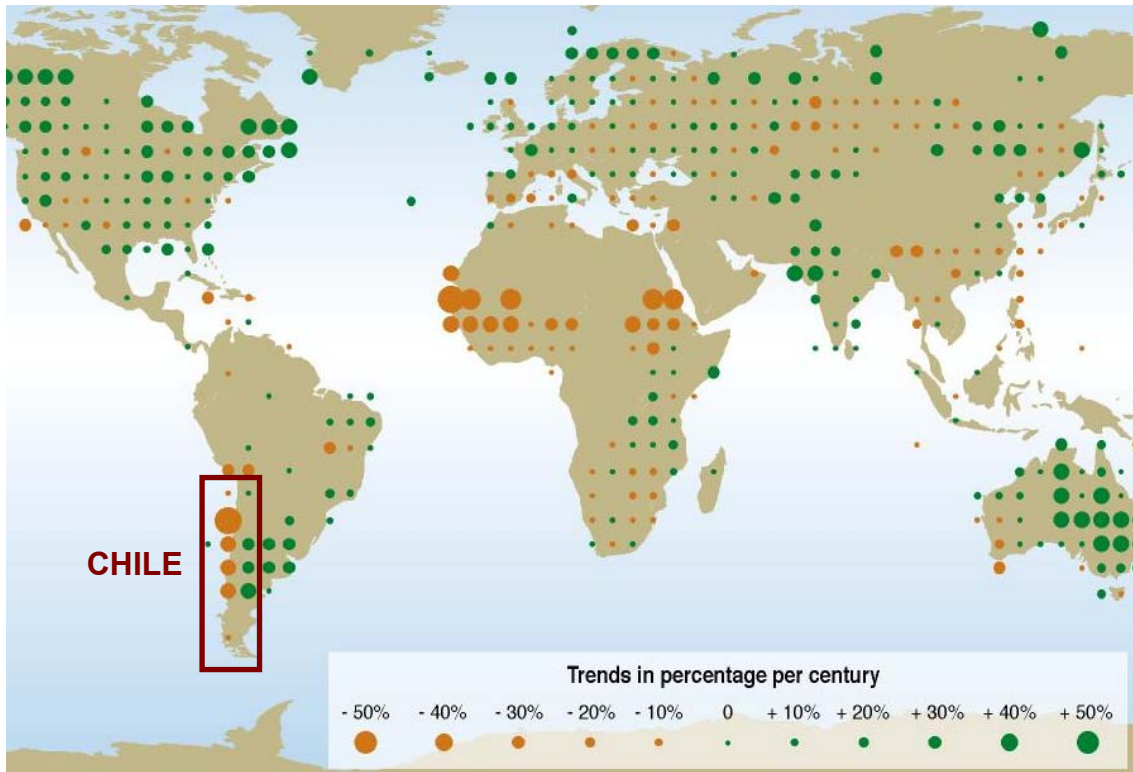 CHILE
Trends in percentage per century
- 50% - 40% - 30% - 20% - 10% 0 + 10% + 20% + 30% + 40% + 50%